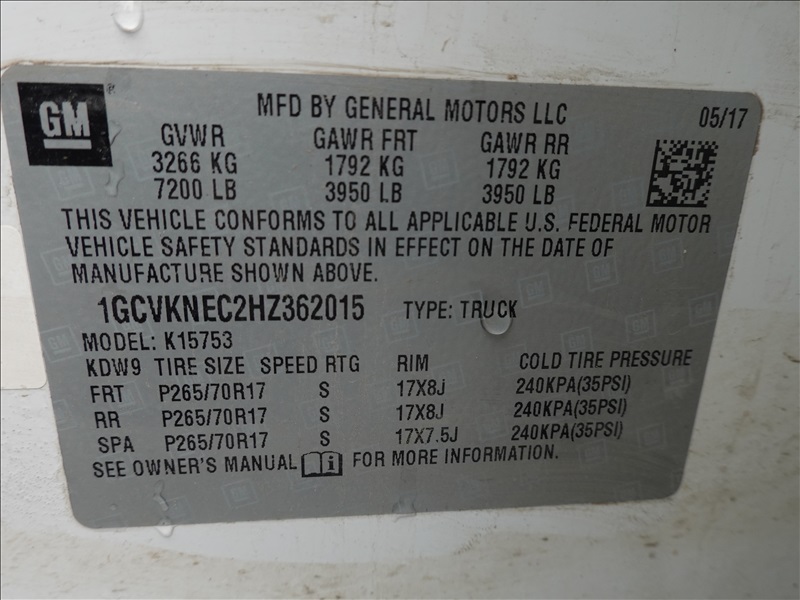 GM
MFD BY GENERAL MOTORS LLC 05/17
GVWR GAWR FRT GAWR RR
3266 KG 1792 KG 1792 KG
7200 LB 3950 LB 3950 LB
THIS VEHICLE CONFORMS TO ALL APPLICABLE U.S. FEDERAL MOTOR
VEHICLE SAFETY STANDARDS IN EFFECT ON THE DATE OF
MANUFACTURE SHOWN ABOVE.
1GCVKNEC2HZ362015 TYPE: TRUCK
MODEL: K15753
KDW9 TIRE SIZE SPEED RTG RIM COLD TIRE PRESSURE
FRT P265/70R17 S 17X8J 240KPA(35PSI)
RR P265/70R17 S 17X8J 240KPA(35PSI)
SPA P265/70R17 S 17X7.5J 240KPA(35PSI)
SEE OWNER'S MANUAL i FOR MORE INFORMATION.